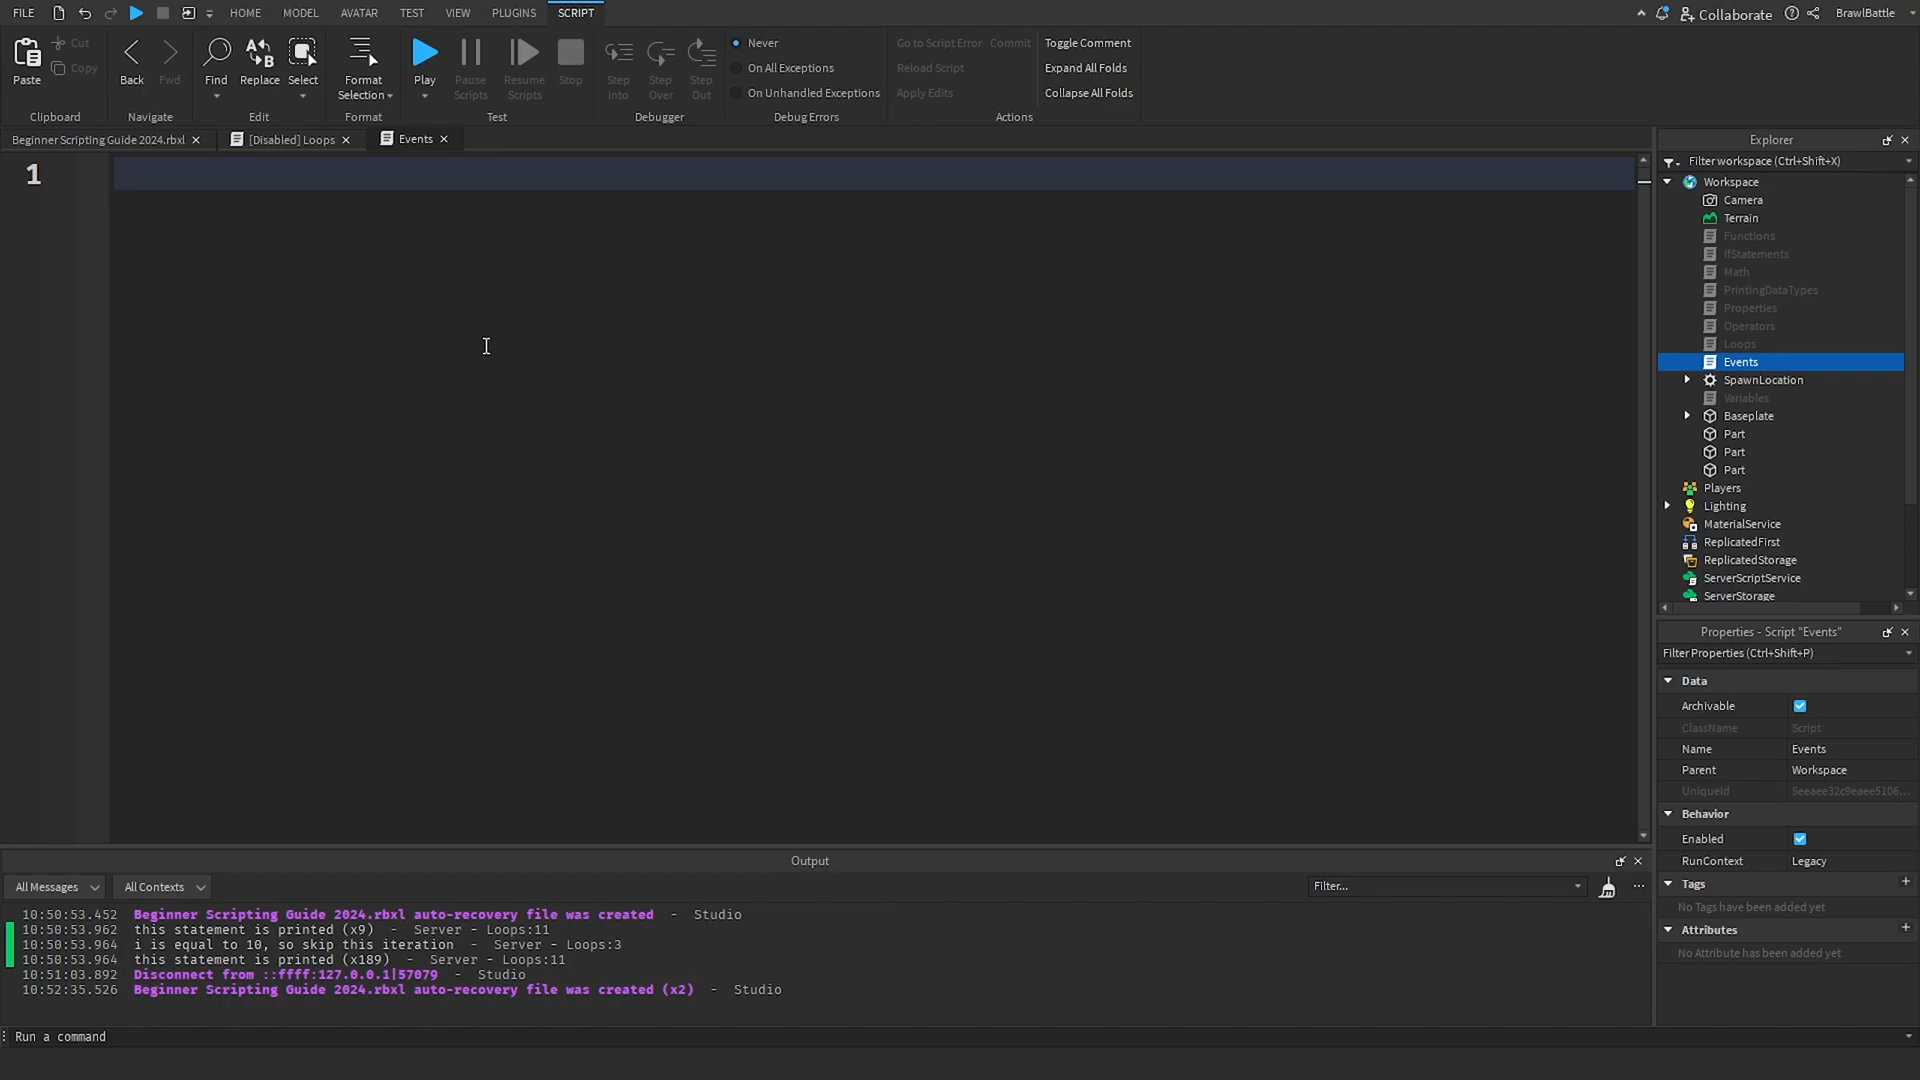 FILE HOME MODEL AVATAR TEST VIEW PLUGINS SCRIPT Collaborate BrawlBattle
Paste Cut Copy Back Fwd Find Replace Select Format Selection Play Pause Scripts Resume Scripts Stop Step Into Step Over Step Out
Never
On All Exceptions
On Unhandled Exceptions
Go to Script Error Commit
Reload Script
Apply Edits
Toggle Comment
Expand All Folds
Collapse All Folds
Clipboard Navigate Edit Format Test Debugger Debug Errors Actions
Beginner Scripting Guide 2024.rbxl [Disabled] Loops Events
1
Explorer
Filter workspace (Ctrl+Shift+X)
Workspace
Camera
Terrain
Functions
IfStatements
Math
PrintingDataTypes
Properties
Operators
Loops
Events
SpawnLocation
Variables
Baseplate
Part
Part
Part
Players
Lighting
MaterialService
ReplicatedFirst
ReplicatedStorage
ServerScriptService
ServerStorage
Properties - Script "Events"
Filter Properties (Ctrl+Shift+P)
Data
Archivable
ClassName Script
Name Events
Parent Workspace
UniqueId 5eeaee32c9eaee5106...
Behavior
Enabled
RunContext Legacy
Tags +
No Tags have been added yet
Attributes +
No Attribute has been added yet
Output
All Messages All Contexts Filter... ...
10:50:53.452 Beginner Scripting Guide 2024.rbxl auto-recovery file was created - Studio
10:50:53.962 this statement is printed (x9) - Server - Loops:11
10:50:53.964 i is equal to 10, so skip this iteration - Server - Loops:3
10:50:53.964 this statement is printed (x189) - Server - Loops:11
10:51:03.892 Disconnect from ::ffff:127.0.0.1|57079 - Studio
10:52:35.526 Beginner Scripting Guide 2024.rbxl auto-recovery file was created (x2) - Studio
Run a command